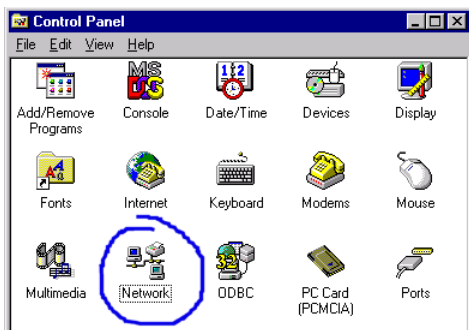 Control Panel
File Edit View Help
Add/Remove Programs
Console
Date/Time
Devices
Display
Fonts
Internet
Keyboard
Modems
Mouse
Multimedia
Network
ODBC
PC Card (PCMCIA)
Ports